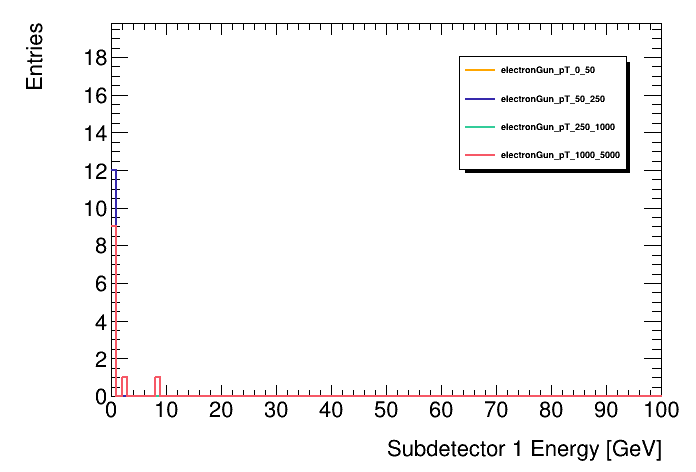 Entries
18
16
14
12
10
8
6
4
2
0
0 10 20 30 40 50 60 70 80 90 100
Subdetector 1 Energy [GeV]
electronGun_pT_0_50
electronGun_pT_50_250
electronGun_pT_250_1000
electronGun_pT_1000_5000